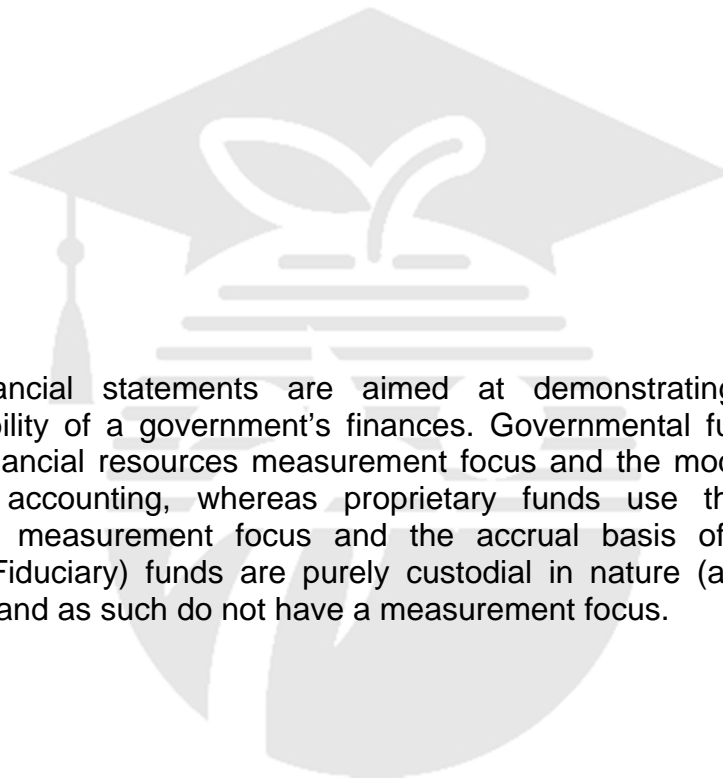 ancial statements are aimed at demonstrating
bility of a government’s finances. Governmental fu
ancial resources measurement focus and the mod
accounting, whereas proprietary funds use th
measurement focus and the accrual basis of
Fiduciary) funds are purely custodial in nature (a
and as such do not have a measurement focus.